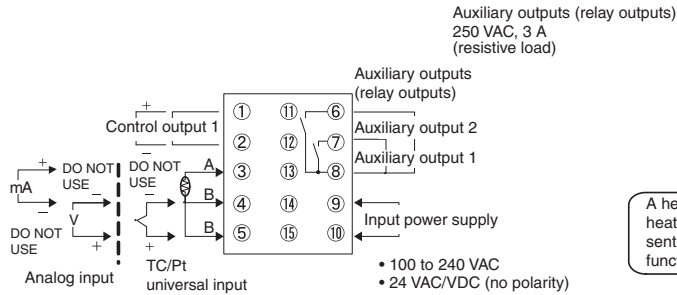 Auxiliary outputs (relay outputs)
250 VAC, 3 A
(resistive load)
Auxiliary outputs
(relay outputs)
+
Control output 1
−
① ⑪ ⑥
② ⑫ ⑦
③ ⑬ ⑧
④ ⑭ ⑨
⑤ ⑮ ⑩
Auxiliary output 2
Auxiliary output 1
Input power supply
• 100 to 240 VAC
• 24 VAC/VDC (no polarity)
+
mA
−
DO NOT
USE
−
V
+
DO NOT
USE
Analog input
DO NOT
USE
−
+
A
B
B
TC/Pt
universal input
A he
heat
sent
func